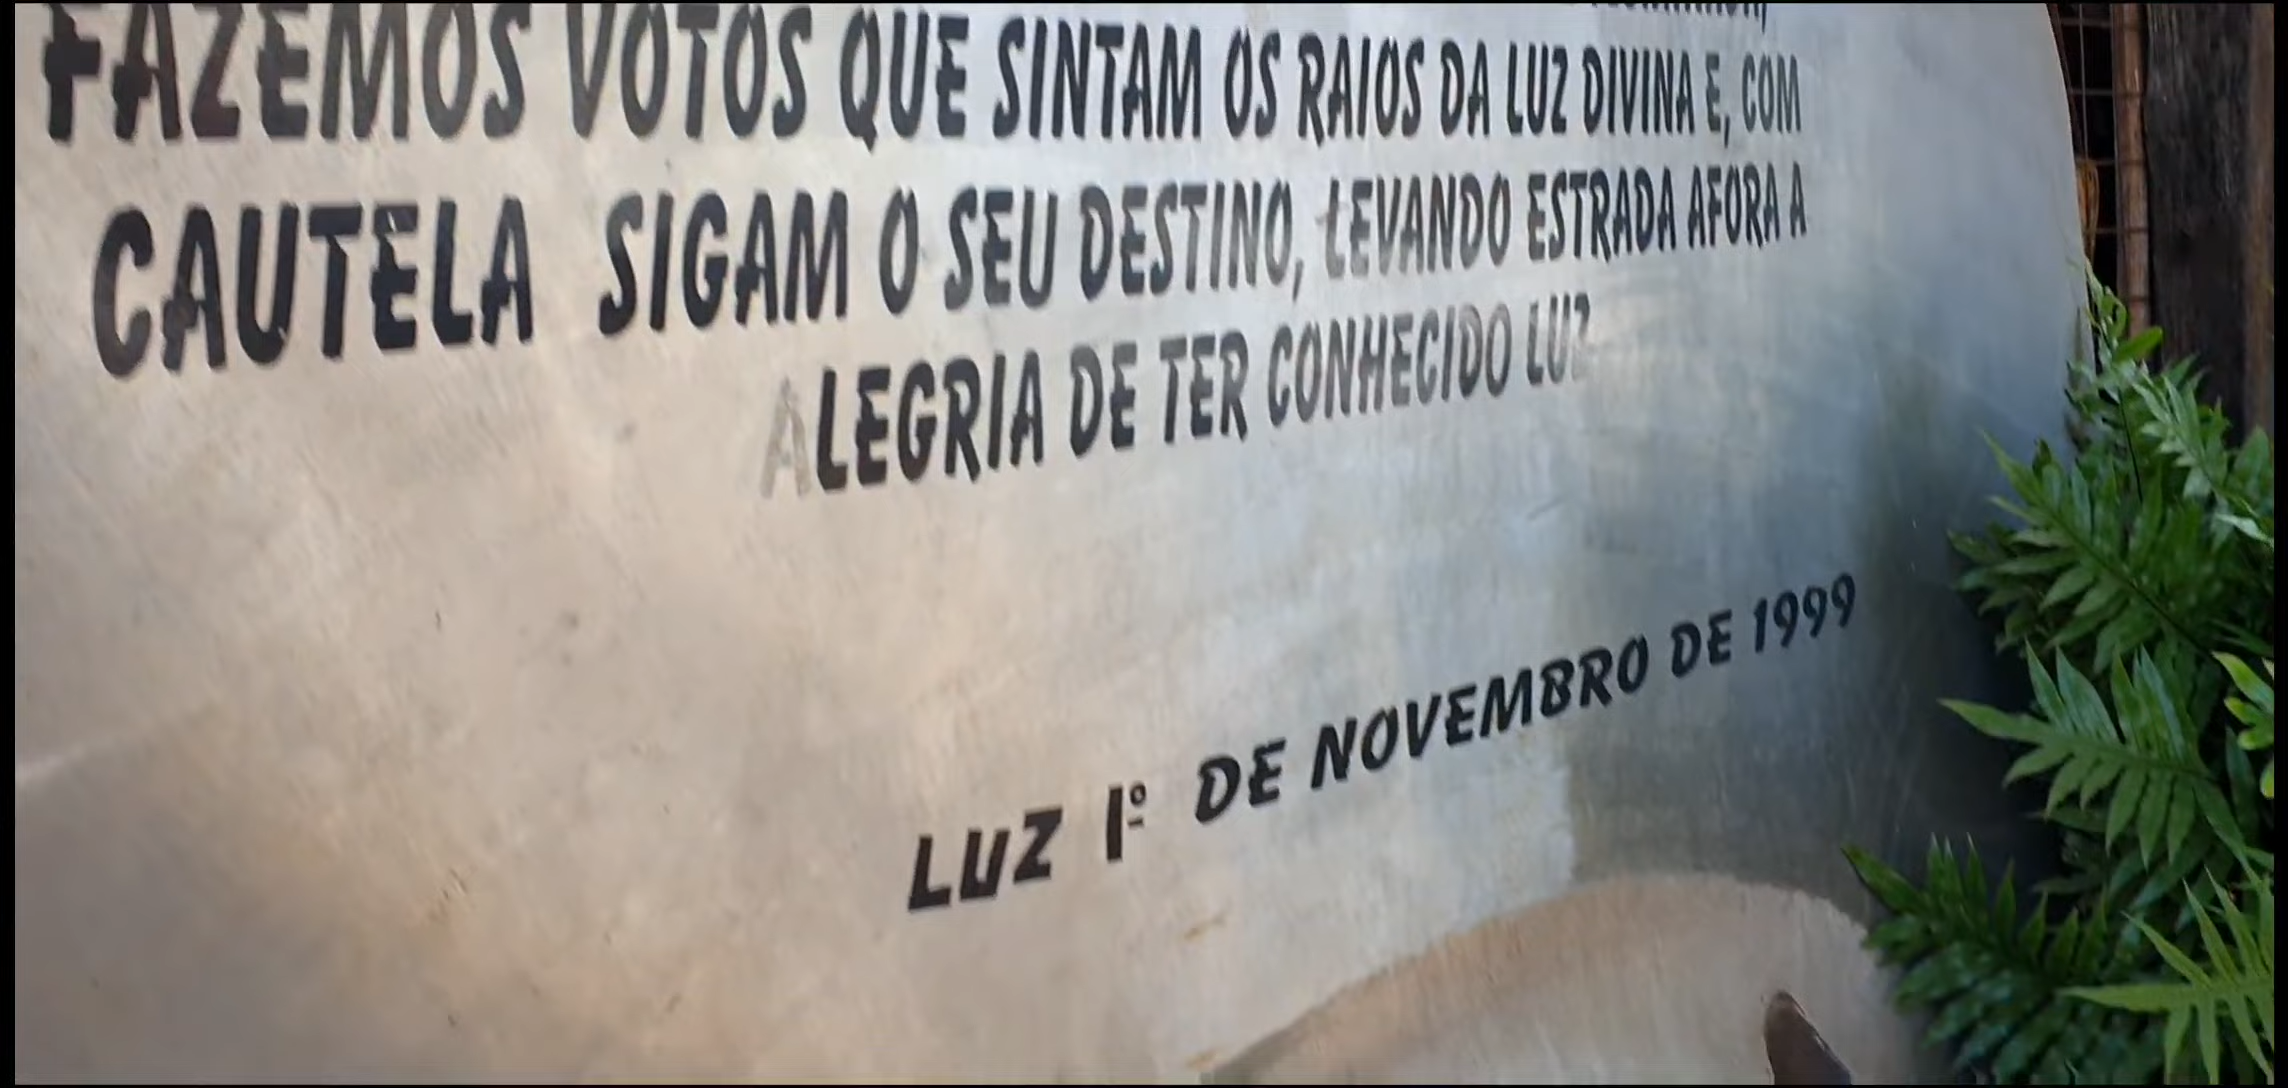 FAZEMOS VOTOS QUE SINTAM OS RAIOS DA LUZ DIVINA E, COM
CAUTELA SIGAM O SEU DESTINO, LEVANDO ESTRADA AFORA A
ALEGRIA DE TER CONHECIDO LUZ
LUZ 1º DE NOVEMBRO DE 1999